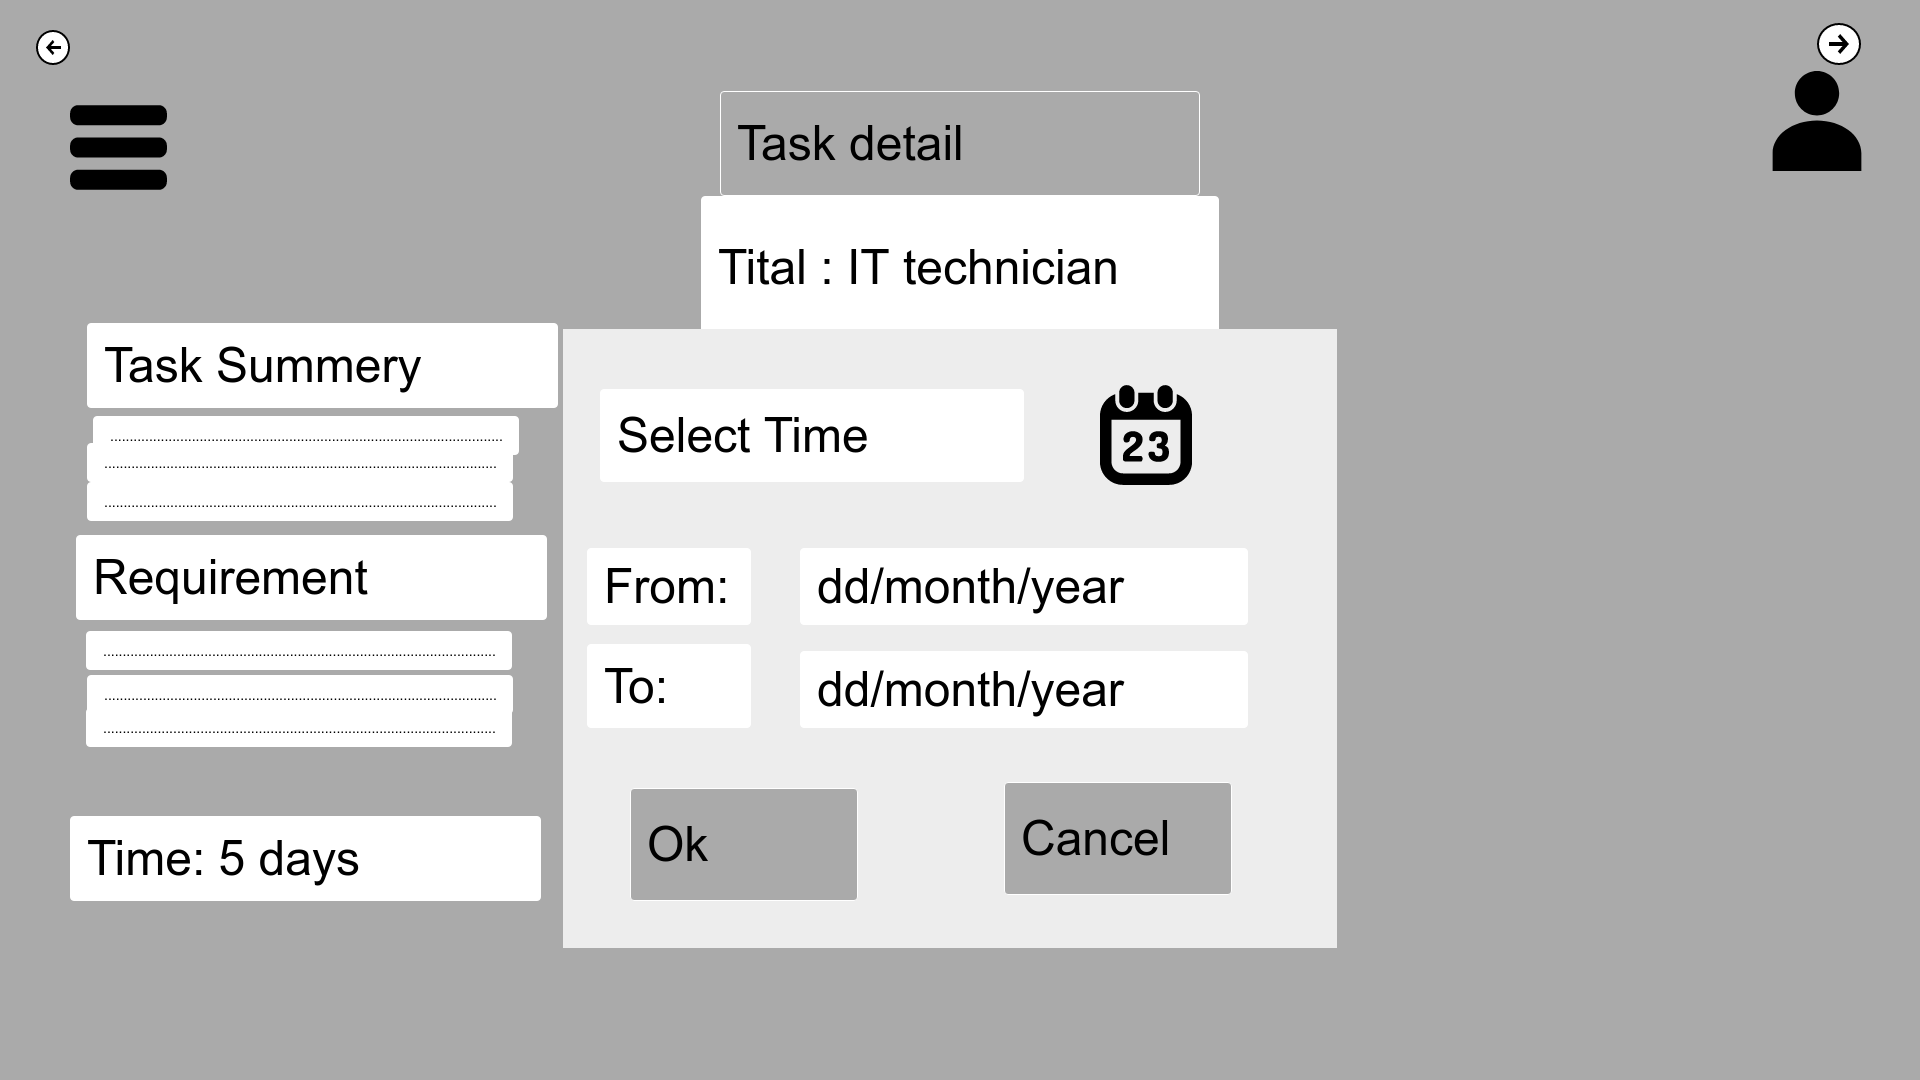 Task detail
Tital : IT technician
Task Summery
....................................................................................................
....................................................................................................
....................................................................................................
Requirement
....................................................................................................
....................................................................................................
....................................................................................................
Time: 5 days
Select Time
23
From:
dd/month/year
To:
dd/month/year
Ok
Cancel